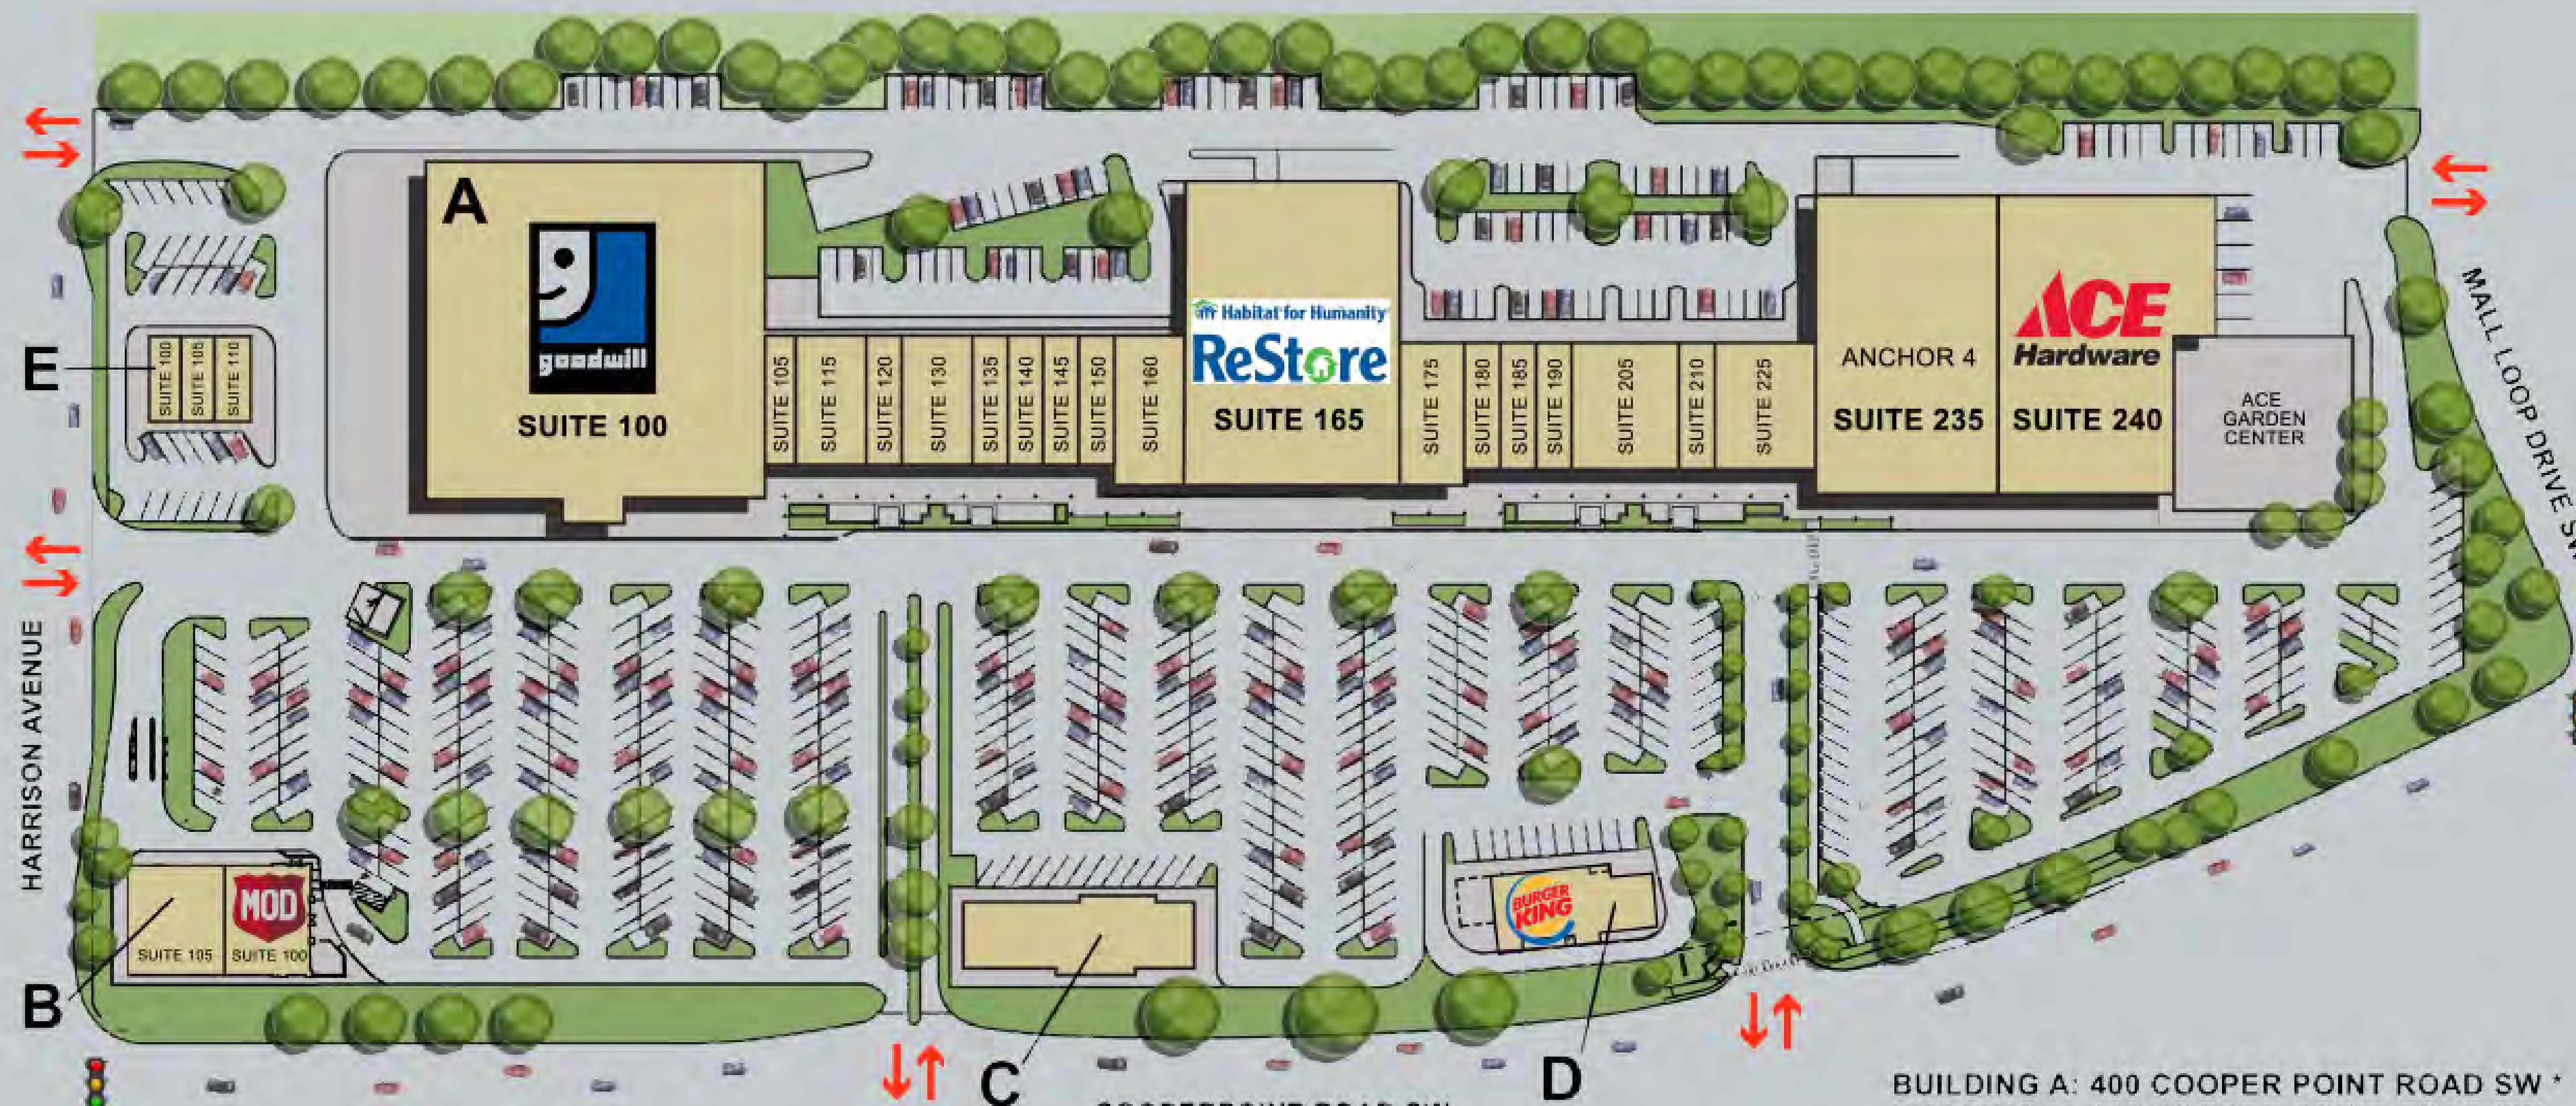 A
goodwill
SUITE 100
SUITE 105
SUITE 115
SUITE 120
SUITE 130
SUITE 135
SUITE 140
SUITE 145
SUITE 150
SUITE 160
Habitat for Humanity
ReStore
SUITE 165
SUITE 175
SUITE 180
SUITE 185
SUITE 190
SUITE 205
SUITE 210
SUITE 225
ANCHOR 4
SUITE 235
ACE
Hardware
SUITE 240
ACE
GARDEN
CENTER
MALL LOOP DRIVE SW
E
SUITE 100
SUITE 105
SUITE 110
HARRISON AVENUE
MOD
SUITE 105
SUITE 100
B
C
BURGER
KING
D
BUILDING A: 400 COOPER POINT ROAD SW *